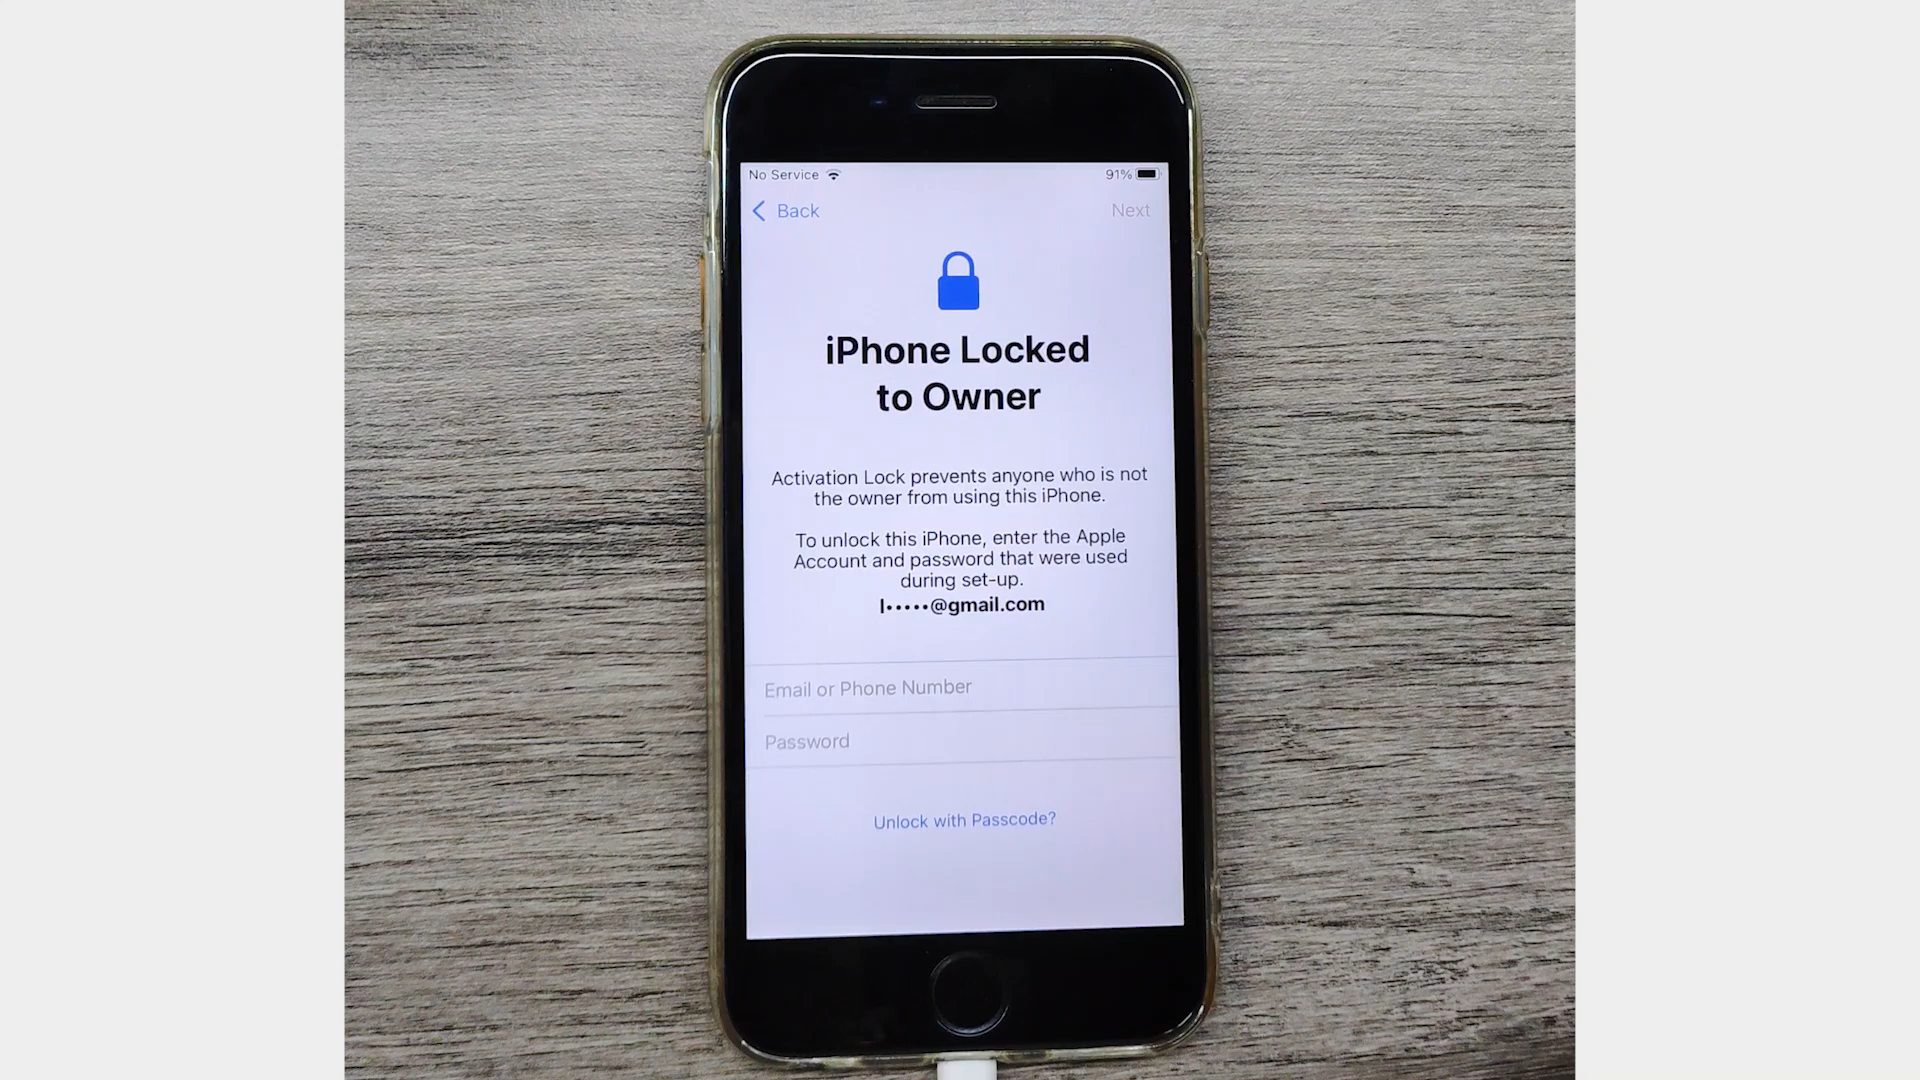 No Service
91%
Back
Next
iPhone Locked
to Owner
Activation Lock prevents anyone who is not
the owner from using this iPhone.
To unlock this iPhone, enter the Apple
Account and password that were used
during set-up.
l•••••@gmail.com
Email or Phone Number
Password
Unlock with Passcode?